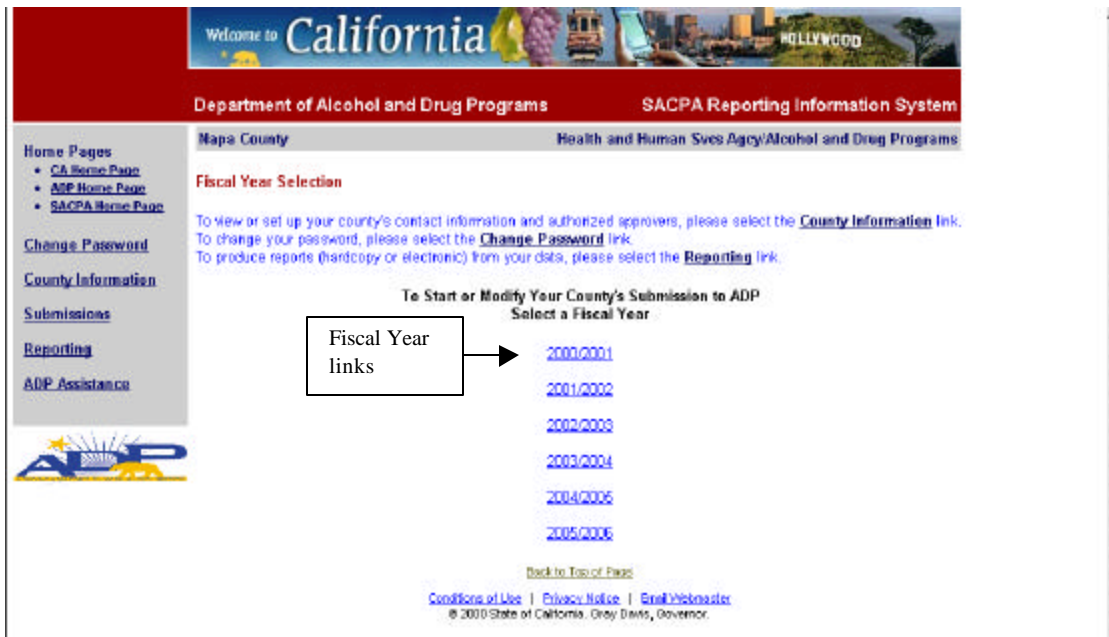 Welcome to California
HOLLYWOOD
Department of Alcohol and Drug Programs SACPA Reporting Information System
Napa County Health and Human Svcs Agcy/Alcohol and Drug Programs
Home Pages
• CA Home Page
• ADP Home Page
• SACPA Home Page
Change Password
County Information
Submissions
Reporting
ADP Assistance
ADP
Fiscal Year Selection
To view or set up your county's contact information and authorized approvers, please select the County Information link.
To change your password, please select the Change Password link.
To produce reports (hardcopy or electronic) from your data, please select the Reporting link.
To Start or Modify Your County's Submission to ADP
Select a Fiscal Year
Fiscal Year
links
2000/2001
2001/2002
2002/2003
2003/2004
2004/2005
2005/2006
Back to Top of Page
Conditions of Use | Privacy Notice | Email Webmaster
© 2000 State of California. Gray Davis, Governor.